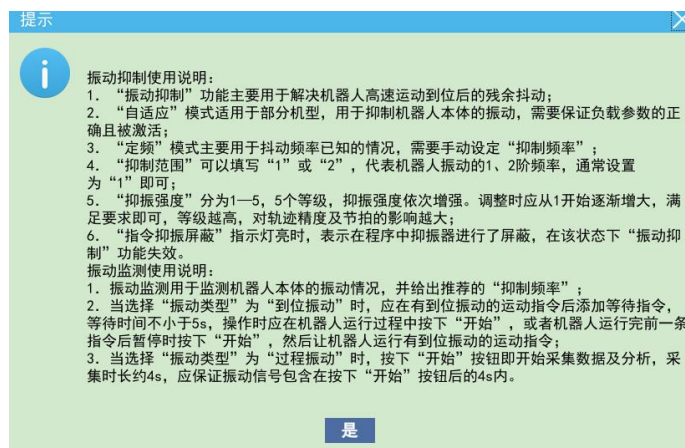 提示
振动抑制使用说明：
1．“振动抑制”功能主要用于解决机器人高速运动到位后的残余抖动；
2．“自适应”模式适用于部分机型，用于抑制机器人本体的振动，需要保证负载参数的正
确且被激活；
3．“定频”模式主要用于抖动频率已知的情况，需要手动设定“抑制频率”；
4．“抑制范围”可以填写“1”或“2”，代表机器人振动的1、2阶频率，通常设置
为“1”即可；
5．“抑振强度”分为1—5，5个等级，抑振强度依次增强。调整时应从1开始逐渐增大，满
足要求即可，等级越高，对轨迹精度及节拍的影响越大；
6．“指令抑振屏蔽”指示灯亮时，表示在程序中抑振器进行了屏蔽，在该状态下“振动抑
制”功能失效。
振动监测使用说明：
1．振动监测用于监测机器人本体的振动情况，并给出推荐的“抑制频率”；
2．当选择“振动类型”为“到位振动”时，应在有到位振动的运动指令后添加等待指令，
等待时间不小于5s，操作时应在机器人运行过程中按下“开始”，或者机器人运行完前一条
指令后暂停时按下“开始”，然后让机器人运行有到位振动的运动指令；
3．当选择“振动类型”为“过程振动”时，按下“开始”按钮即开始采集数据及分析，采
集时长约4s，应保证振动信号包含在按下“开始”按钮后的4s内。
是